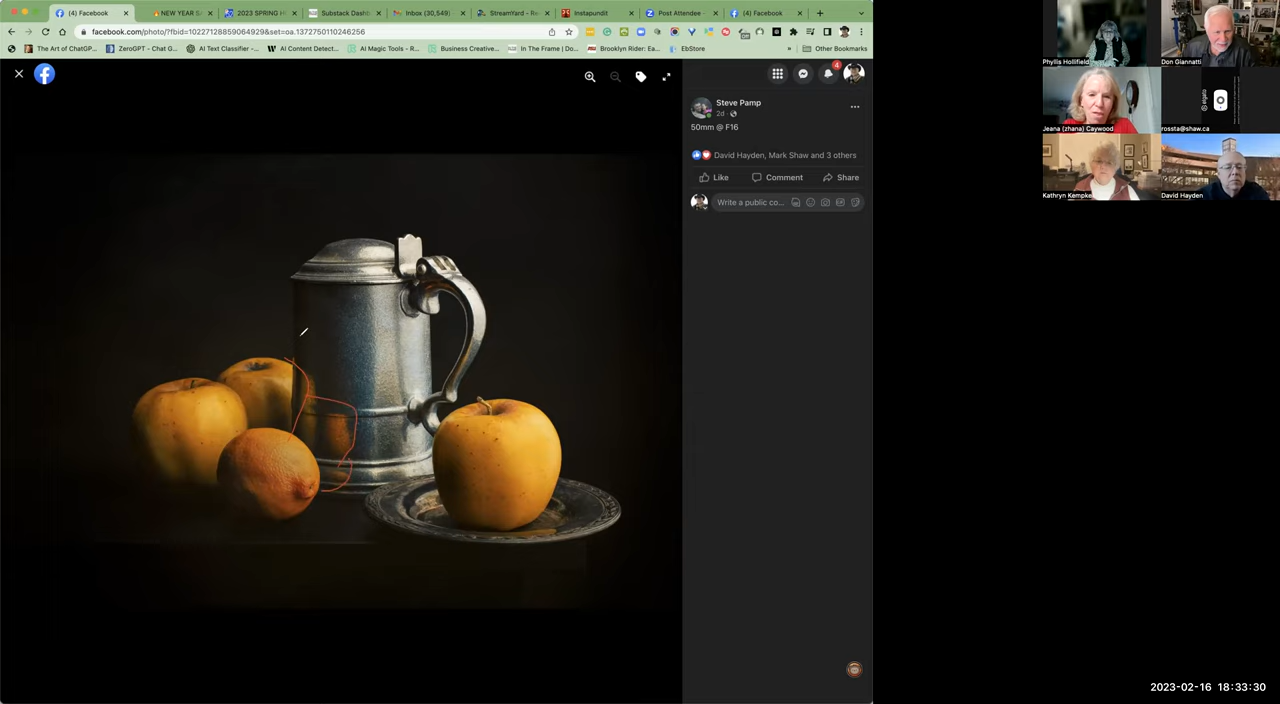 (4) Facebook
🔥NEW YEAR S
2023 SPRING H
Substack Dashb
Inbox (30,549)
StreamYard - Re
Instapundit
Post Attendee -
(4) Facebook
facebook.com/photo/?fbid=10227128859064929&set=oa.1372750110246256
The Art of ChatGP...
ZeroGPT - Chat G...
AI Text Classifier -...
AI Content Detect...
AI Magic Tools - R...
Business Creative...
In The Frame | Do...
Brooklyn Rider: Ea...
EbStore
»
Other Bookmarks
4
Steve Pamp
2d ·
50mm @ F16
David Hayden, Mark Shaw and 3 others
Like
Comment
Share
Write a public co...
Phyllis Hollifield
Don Giannatti
Jeana (zhana) Caywood
elgato
rossta@shaw.ca
Kathryn Kempke
David Hayden
2023-02-16 18:33:30